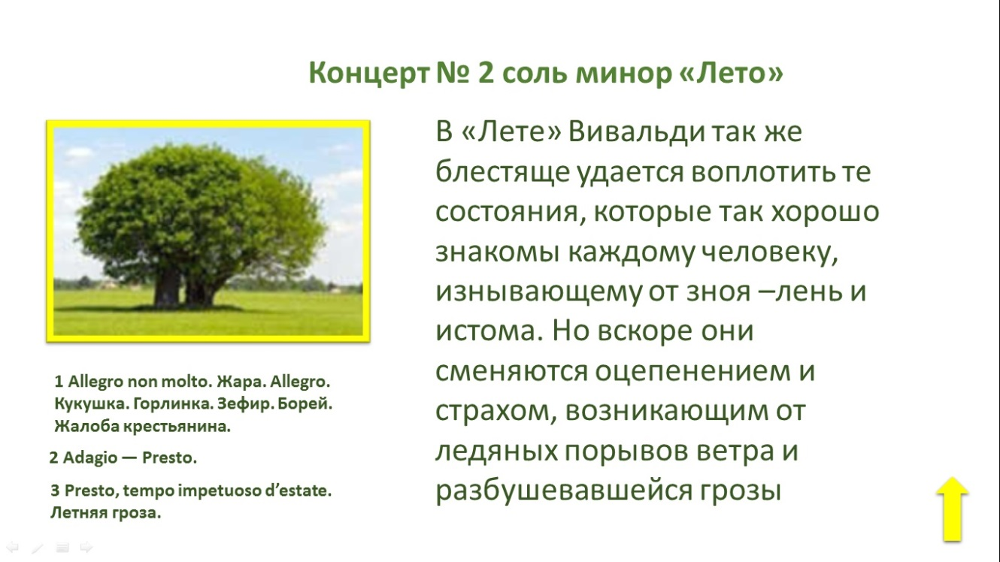 Концерт № 2 соль минор «Лето»
В «Лете» Вивальди так же
блестяще удается воплотить те
состояния, которые так хорошо
знакомы каждому человеку,
изнывающему от зноя –лень и
истома. Но вскоре они
сменяются оцепенением и
страхом, возникающим от
ледяных порывов ветра и
разбушевавшейся грозы
1 Allegro non molto. Жара. Allegro.
Кукушка. Горлинка. Зефир. Борей.
Жалоба крестьянина.
2 Adagio — Presto.
3 Presto, tempo impetuoso d’estate.
Летняя гроза.